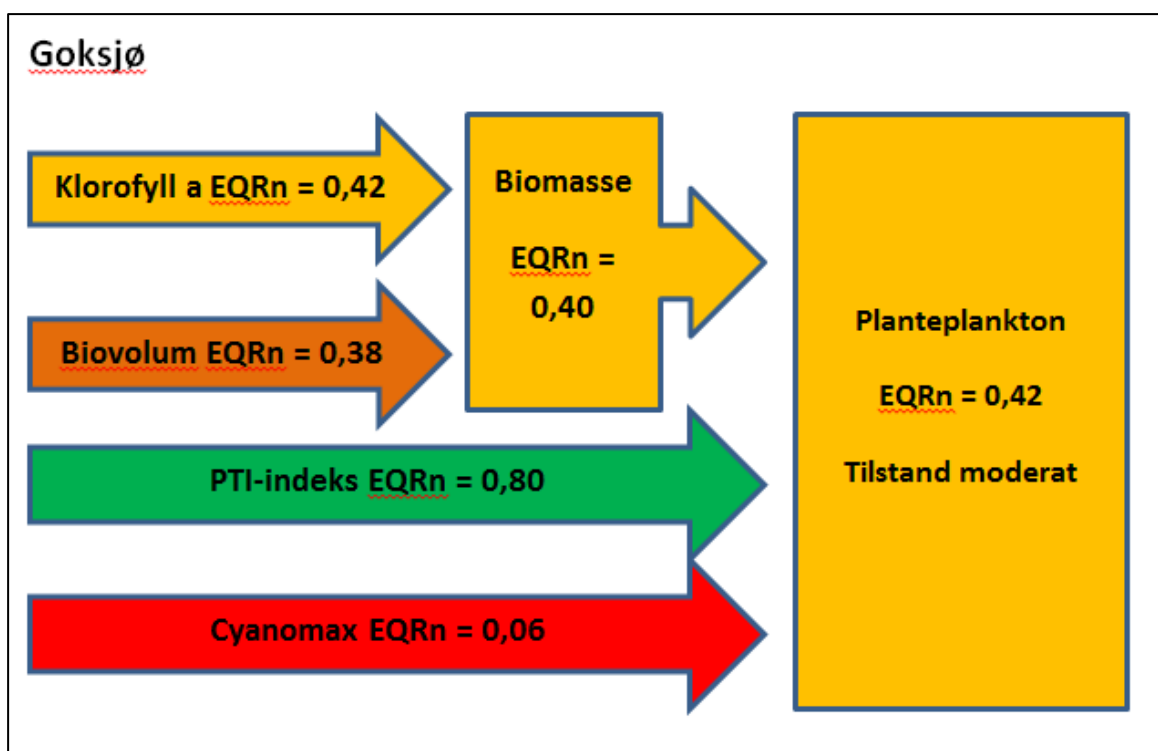 Goksjø
Klorofyll a EQRn = 0,42
Biovolum EQRn = 0,38
Biomasse
EQRn =
0,40
PTI-indeks EQRn = 0,80
Cyanomax EQRn = 0,06
Planteplankton
EQRn = 0,42
Tilstand moderat